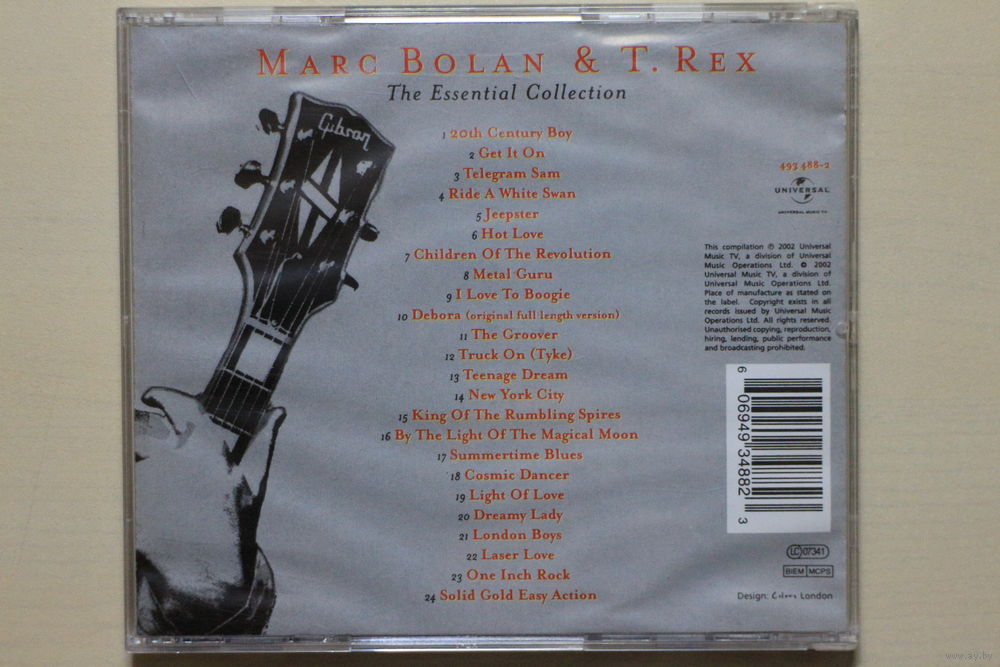 MARC BOLAN & T. REX
The Essential Collection
Gibson
1 20th Century Boy
2 Get It On
3 Telegram Sam
4 Ride A White Swan
5 Jeepster
6 Hot Love
7 Children Of The Revolution
8 Metal Guru
9 I Love To Boogie
10 Debora (original full length version)
11 The Groover
12 Truck On (Tyke)
13 Teenage Dream
14 New York City
15 King Of The Rumbling Spires
16 By The Light Of The Magical Moon
17 Summertime Blues
18 Cosmic Dancer
19 Light Of Love
20 Dreamy Lady
21 London Boys
22 Laser Love
23 One Inch Rock
24 Solid Gold Easy Action
493 488-2
UNIVERSAL
UNIVERSAL MUSIC TV
This compilation ℗ 2002 Universal
Music TV, a division of Universal
Music Operations Ltd. © 2002
Universal Music TV, a division of
Universal Music Operations Ltd.
Place of manufacture as stated on
the label. Copyright exists in all
records issued by Universal Music
Operations Ltd. All rights reserved.
Unauthorised copying, reproduction,
hiring, lending, public performance
and broadcasting prohibited.
6 06949 34882 3
LC 07341
BIEM MCPS
Design: London
www.ay.by